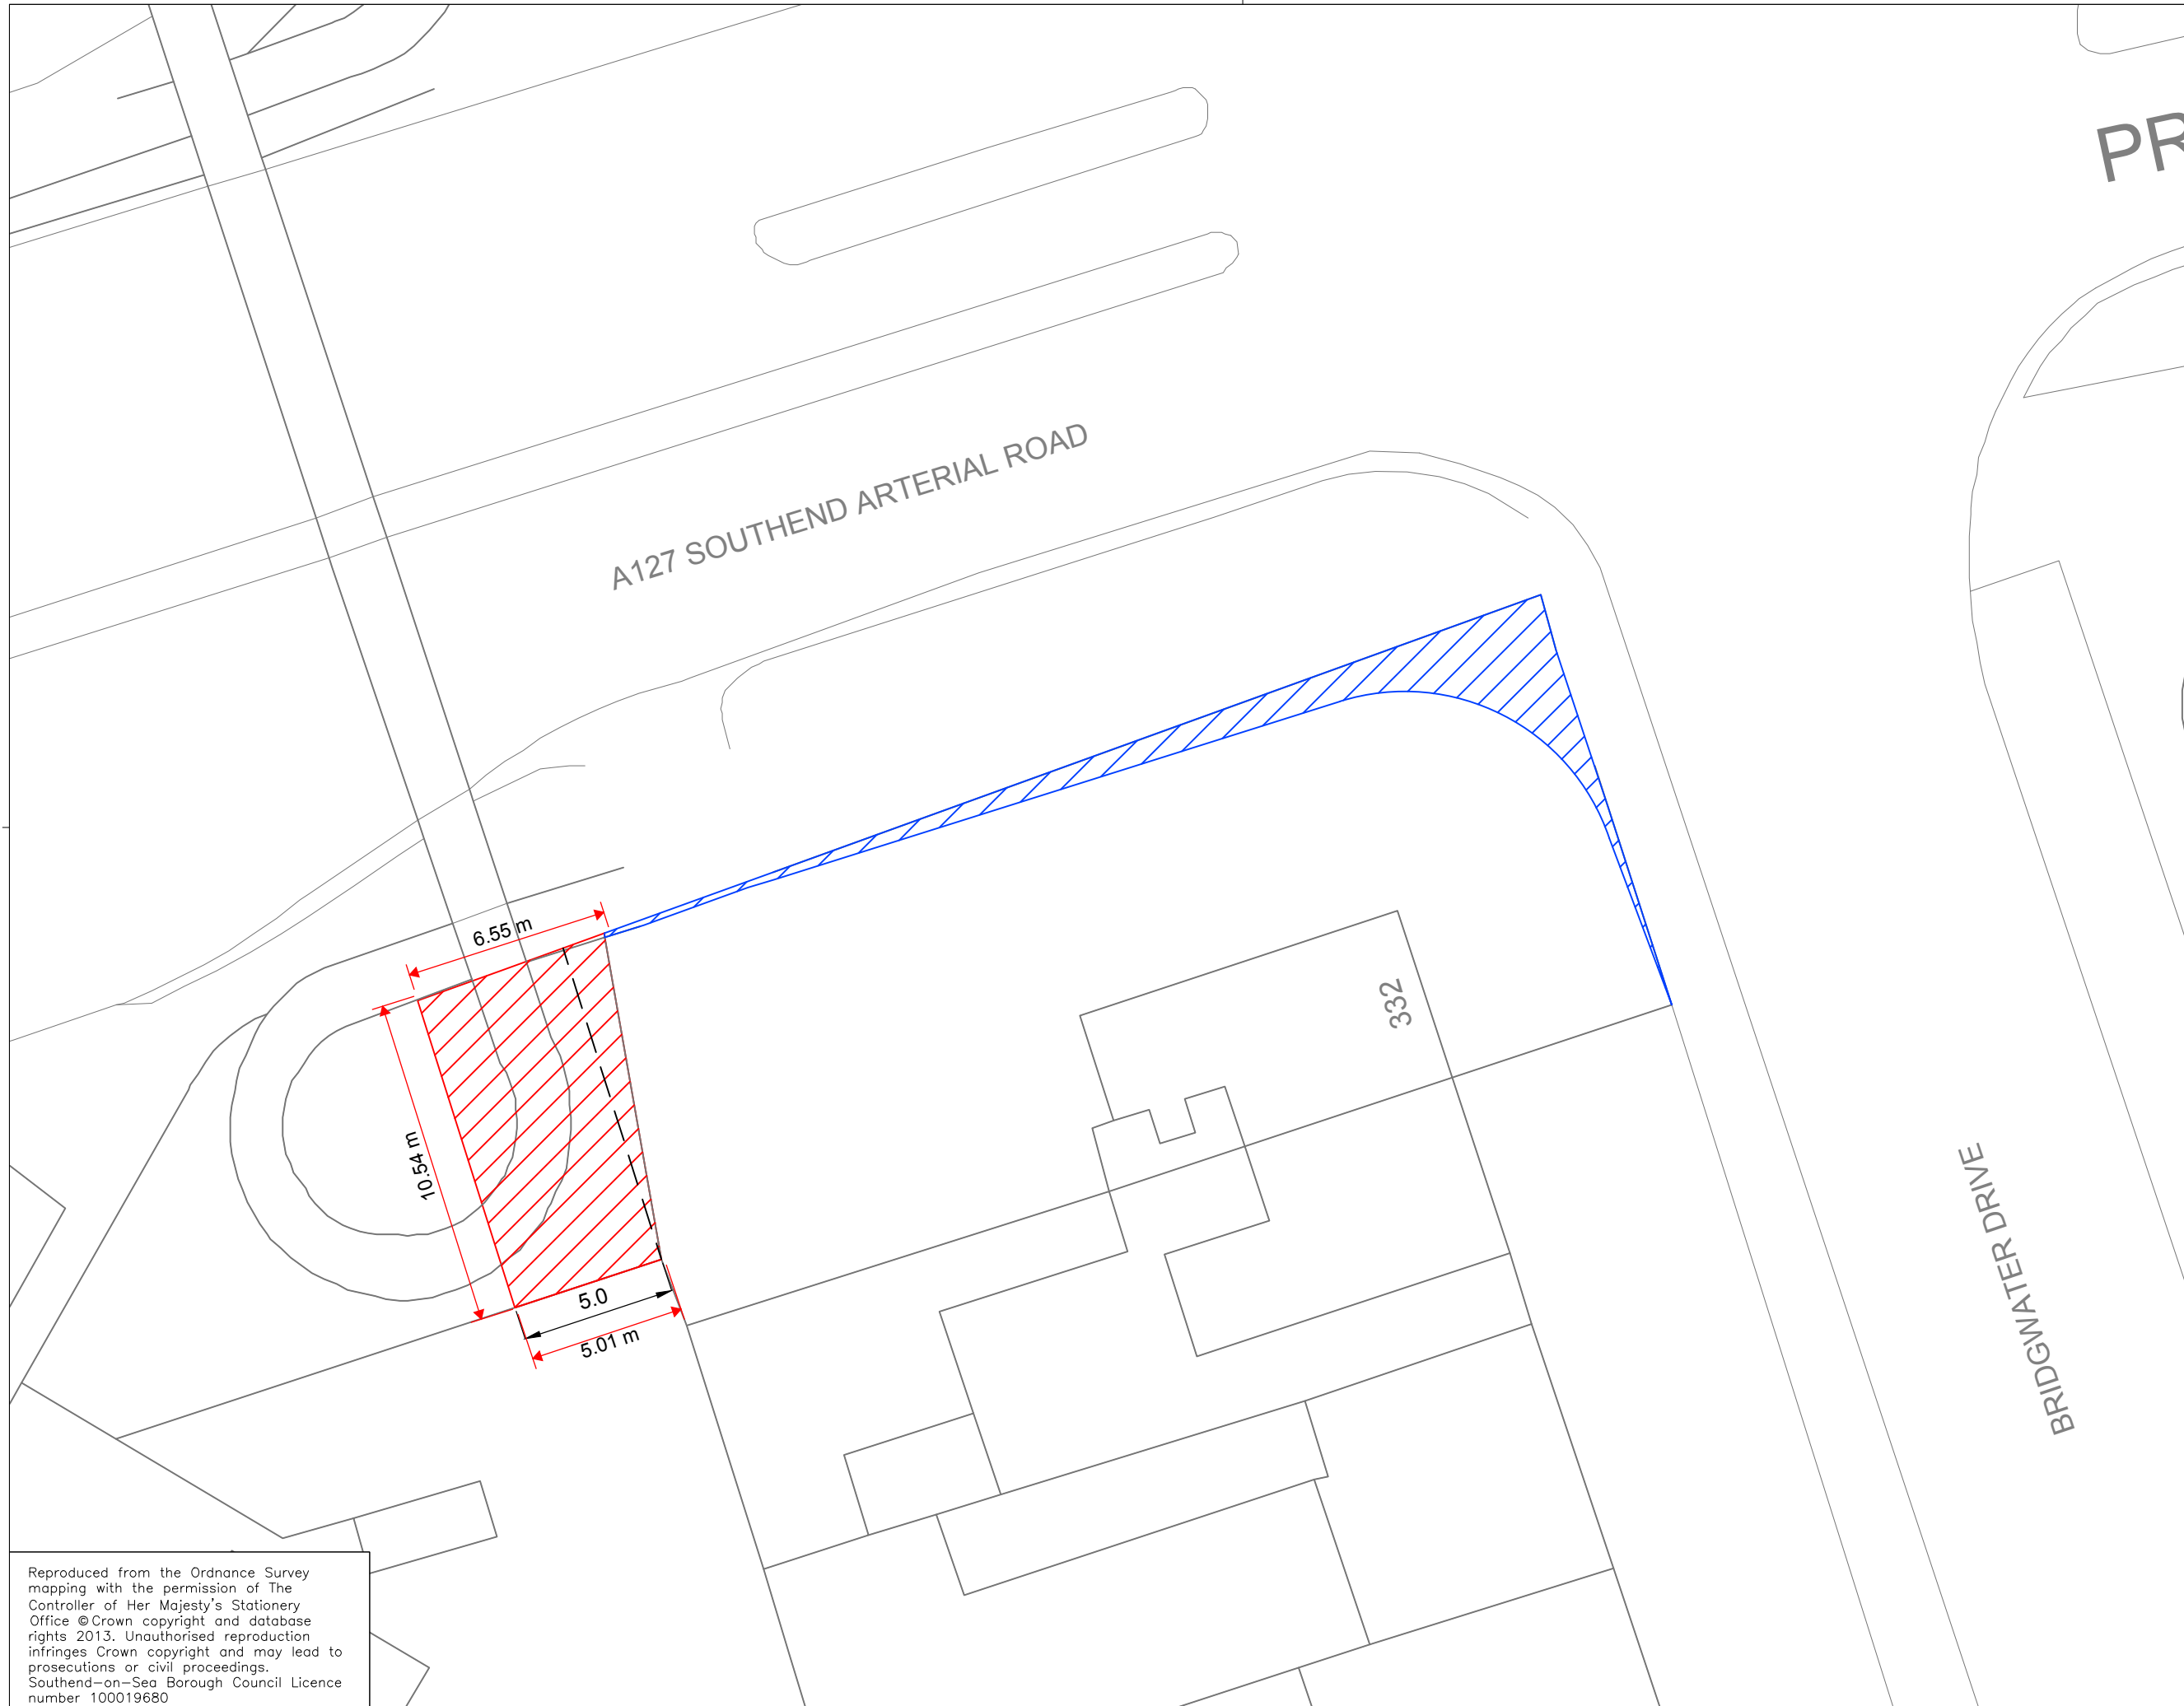 PR
A127 SOUTHEND ARTERIAL ROAD
6.55 m
332
10.54 m
BRIDGWATER DRIVE
5.0
5.01 m
Reproduced from the Ordnance Survey
mapping with the permission of The
Controller of Her Majesty's Stationery
Office © Crown copyright and database
rights 2013. Unauthorised reproduction
infringes Crown copyright and may lead to
prosecutions or civil proceedings.
Southend-on-Sea Borough Council Licence
number 100019680